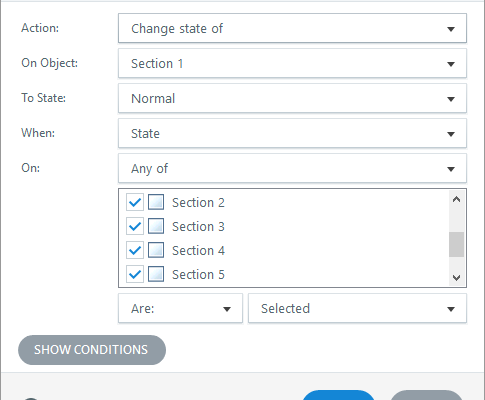 Action: Change state of
On Object: Section 1
To State: Normal
When: State
On: Any of
Section 2
Section 3
Section 4
Section 5
Are: Selected
SHOW CONDITIONS